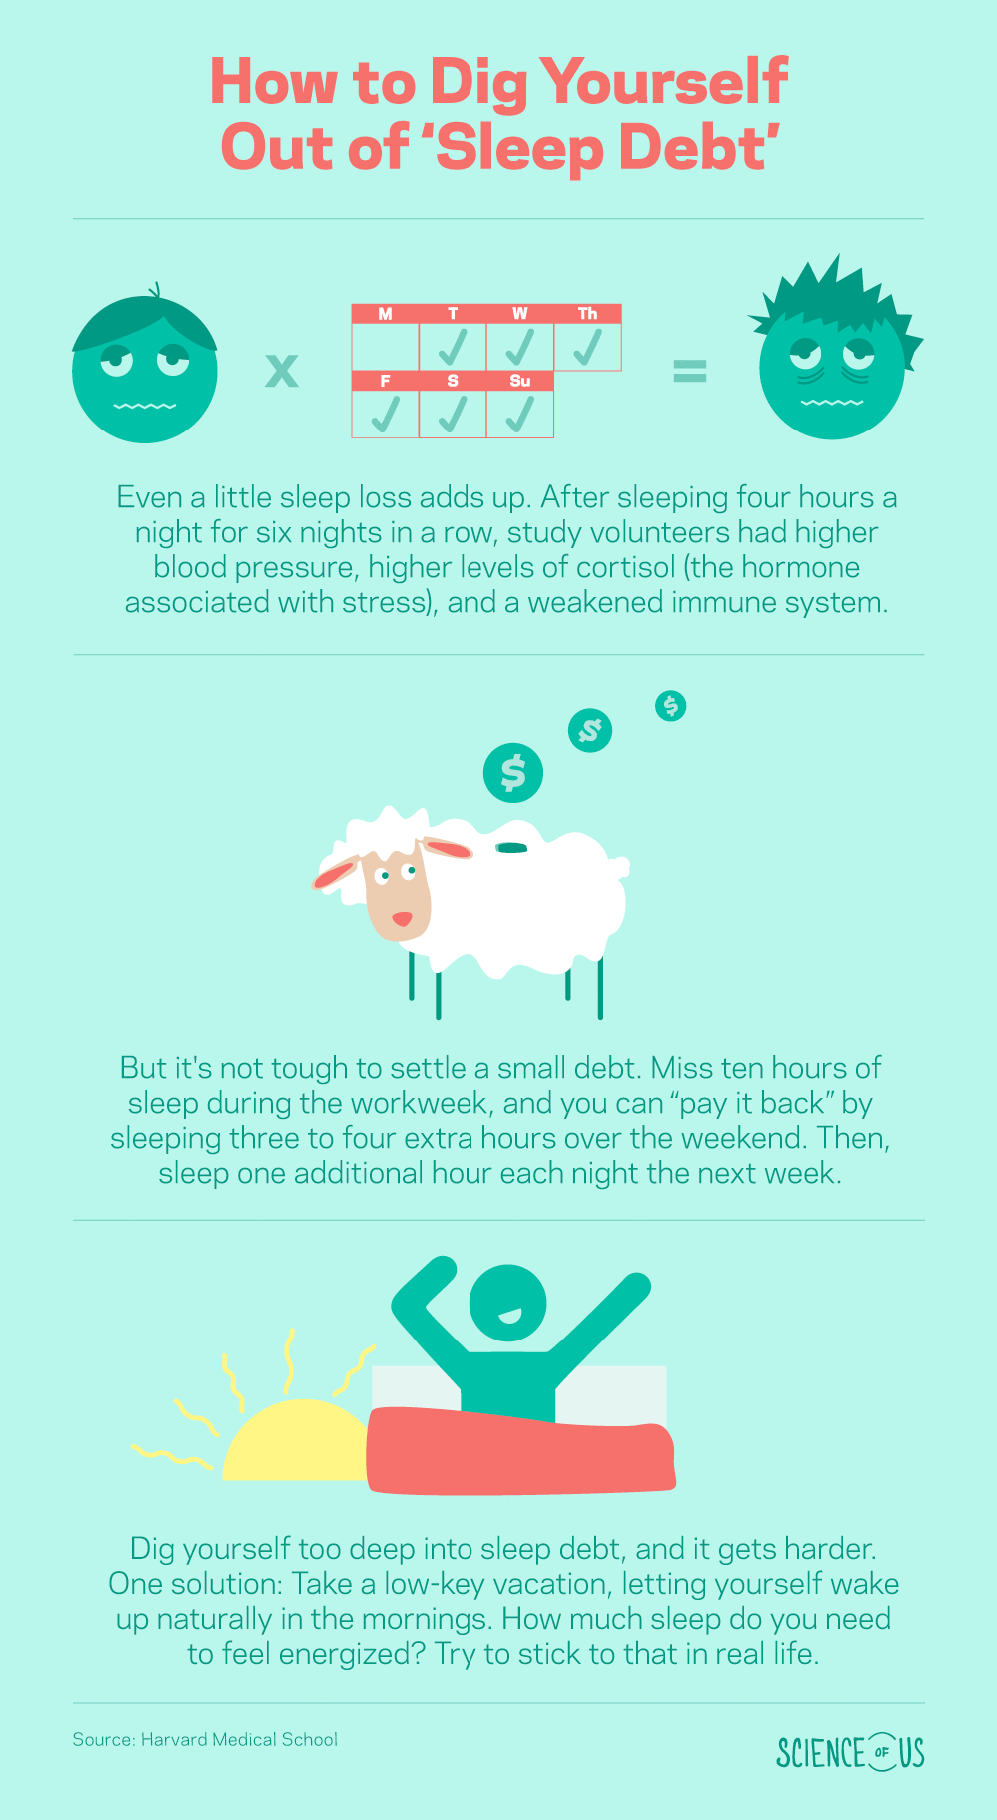 How to Dig Yourself
Out of ‘Sleep Debt’
M T W Th
x =
F S Su
Even a little sleep loss adds up. After sleeping four hours a
night for six nights in a row, study volunteers had higher
blood pressure, higher levels of cortisol (the hormone
associated with stress), and a weakened immune system.
$
$
$
But it's not tough to settle a small debt. Miss ten hours of
sleep during the workweek, and you can “pay it back” by
sleeping three to four extra hours over the weekend. Then,
sleep one additional hour each night the next week.
Dig yourself too deep into sleep debt, and it gets harder.
One solution: Take a low-key vacation, letting yourself wake
up naturally in the mornings. How much sleep do you need
to feel energized? Try to stick to that in real life.
Source: Harvard Medical School
SCIENCE OF US